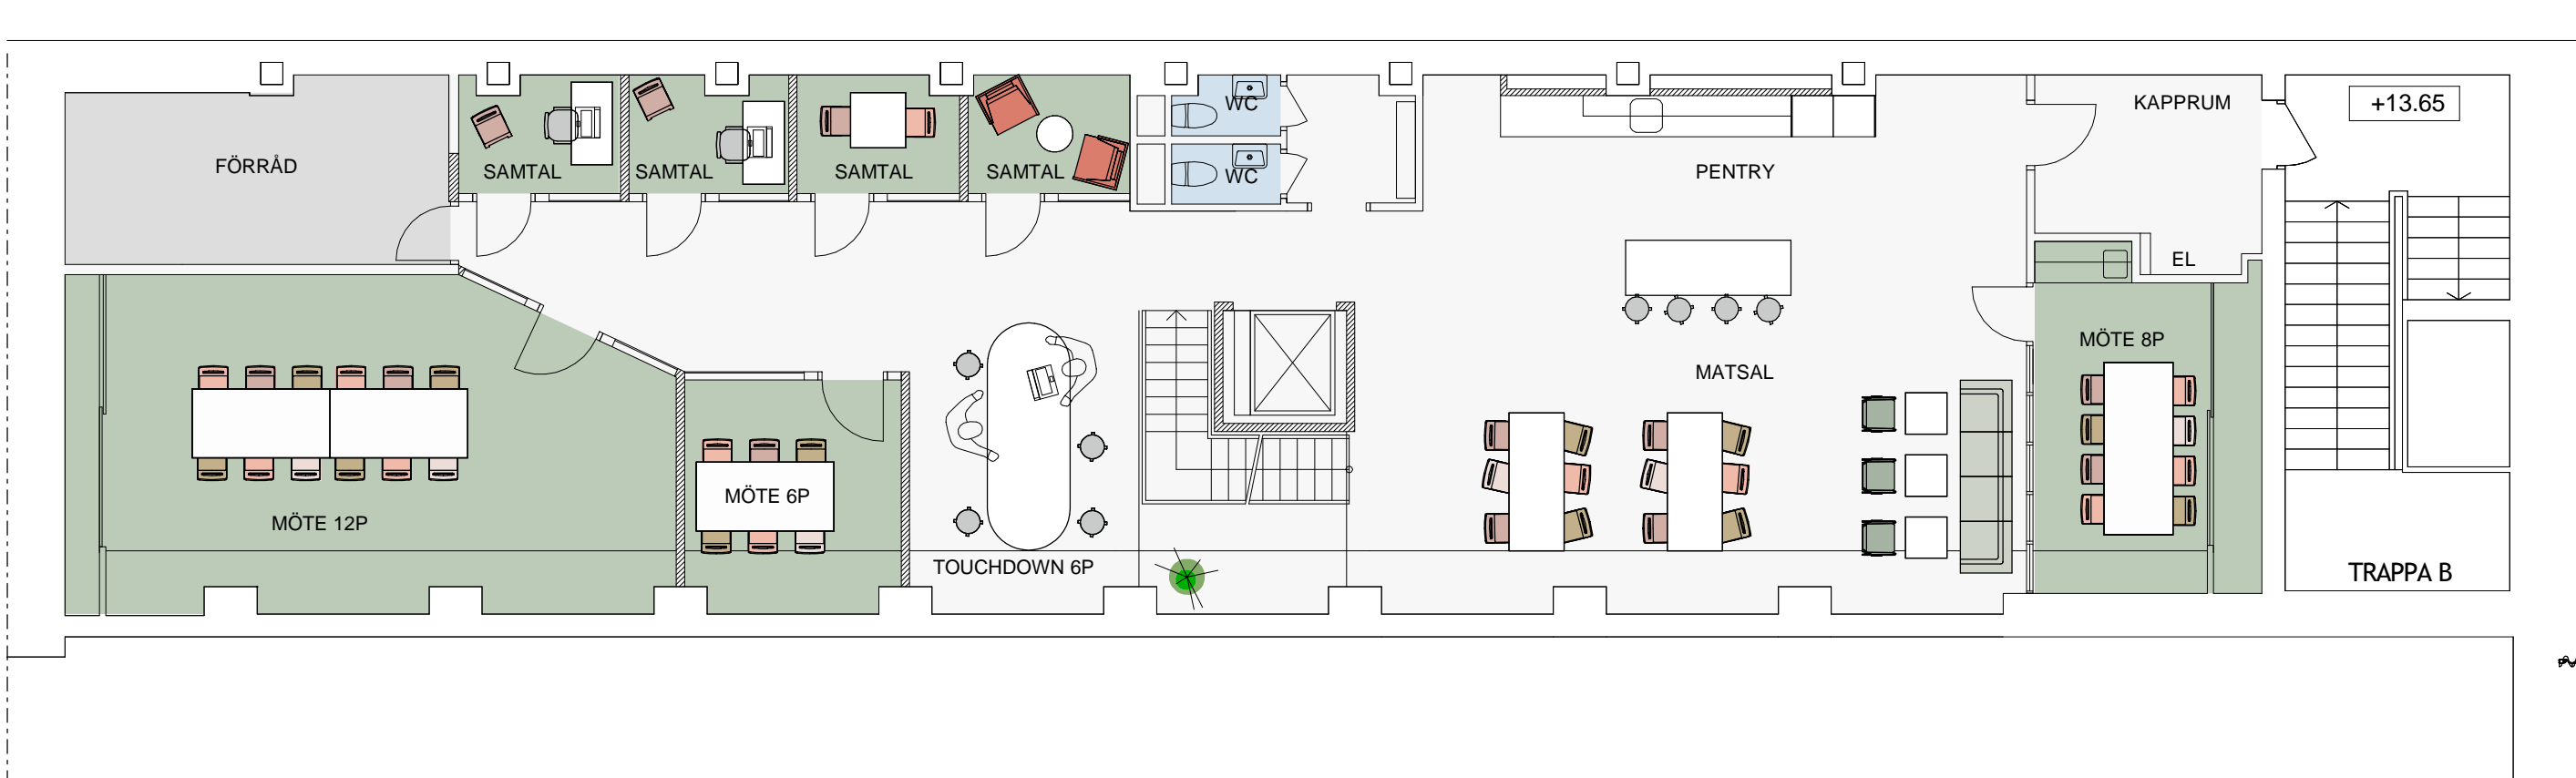 +13.65
WC
KAPPRUM
FÖRRÅD
SAMTAL
SAMTAL
SAMTAL
SAMTAL
WC
PENTRY
EL
MÖTE 8P
MATSAL
MÖTE 6P
MÖTE 12P
TOUCHDOWN 6P
TRAPPA B